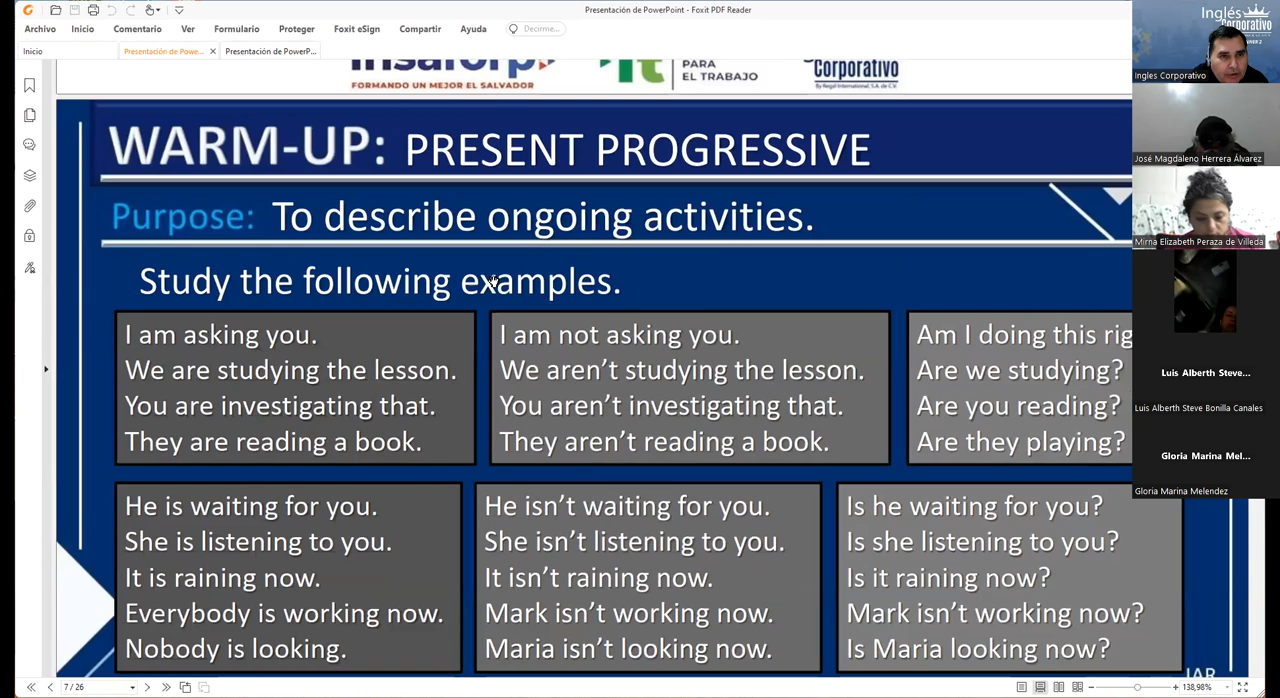 Presentación de PowerPoint - Foxit PDF Reader
Archivo Inicio Comentario Ver Formulario Proteger Foxit eSign Compartir Ayuda Decirme...
Inicio Presentación de Powe... Presentación de PowerP...
insaforp
FORMANDO UN MEJOR EL SALVADOR
PARA
EL TRABAJO
Corporativo
By Regail International, S.A. de C.V.
WARM-UP: PRESENT PROGRESSIVE
Purpose: To describe ongoing activities.
Study the following examples.
I am asking you.
We are studying the lesson.
You are investigating that.
They are reading a book.
I am not asking you.
We aren't studying the lesson.
You aren't investigating that.
They aren't reading a book.
Am I doing this rig
Are we studying?
Are you reading?
Are they playing?
He is waiting for you.
She is listening to you.
It is raining now.
Everybody is working now.
Nobody is looking.
He isn't waiting for you.
She isn't listening to you.
It isn't raining now.
Mark isn't working now.
Maria isn't looking now.
Is he waiting for you?
Is she listening to you?
Is it raining now?
Mark isn't working now?
Is Maria looking now?
Inglés
Corporativo
Ingles Corporativo
José Magdaleno Herrera Álvarez
Mirna Elizabeth Peraza de Villeda
Luis Alberth Steve...
Luis Alberth Steve Bonilla Canales
Gloria Marina Mel...
Gloria Marina Melendez
7 / 26
138,98%